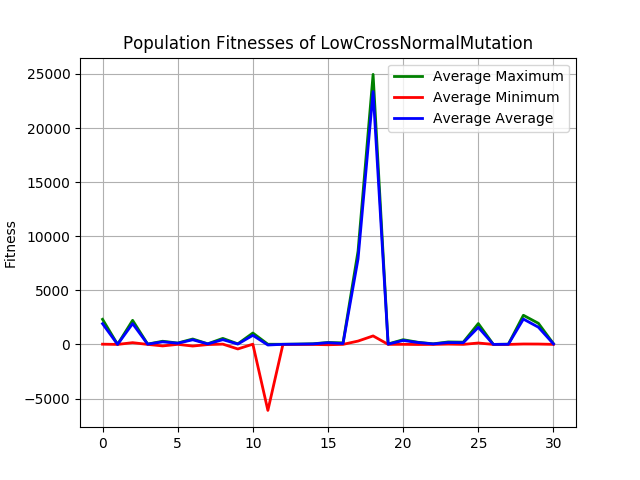 Population Fitnesses of LowCrossNormalMutation
Average Maximum
Average Minimum
Average Average
Fitness
25000
20000
15000
10000
5000
0
−5000
0 5 10 15 20 25 30